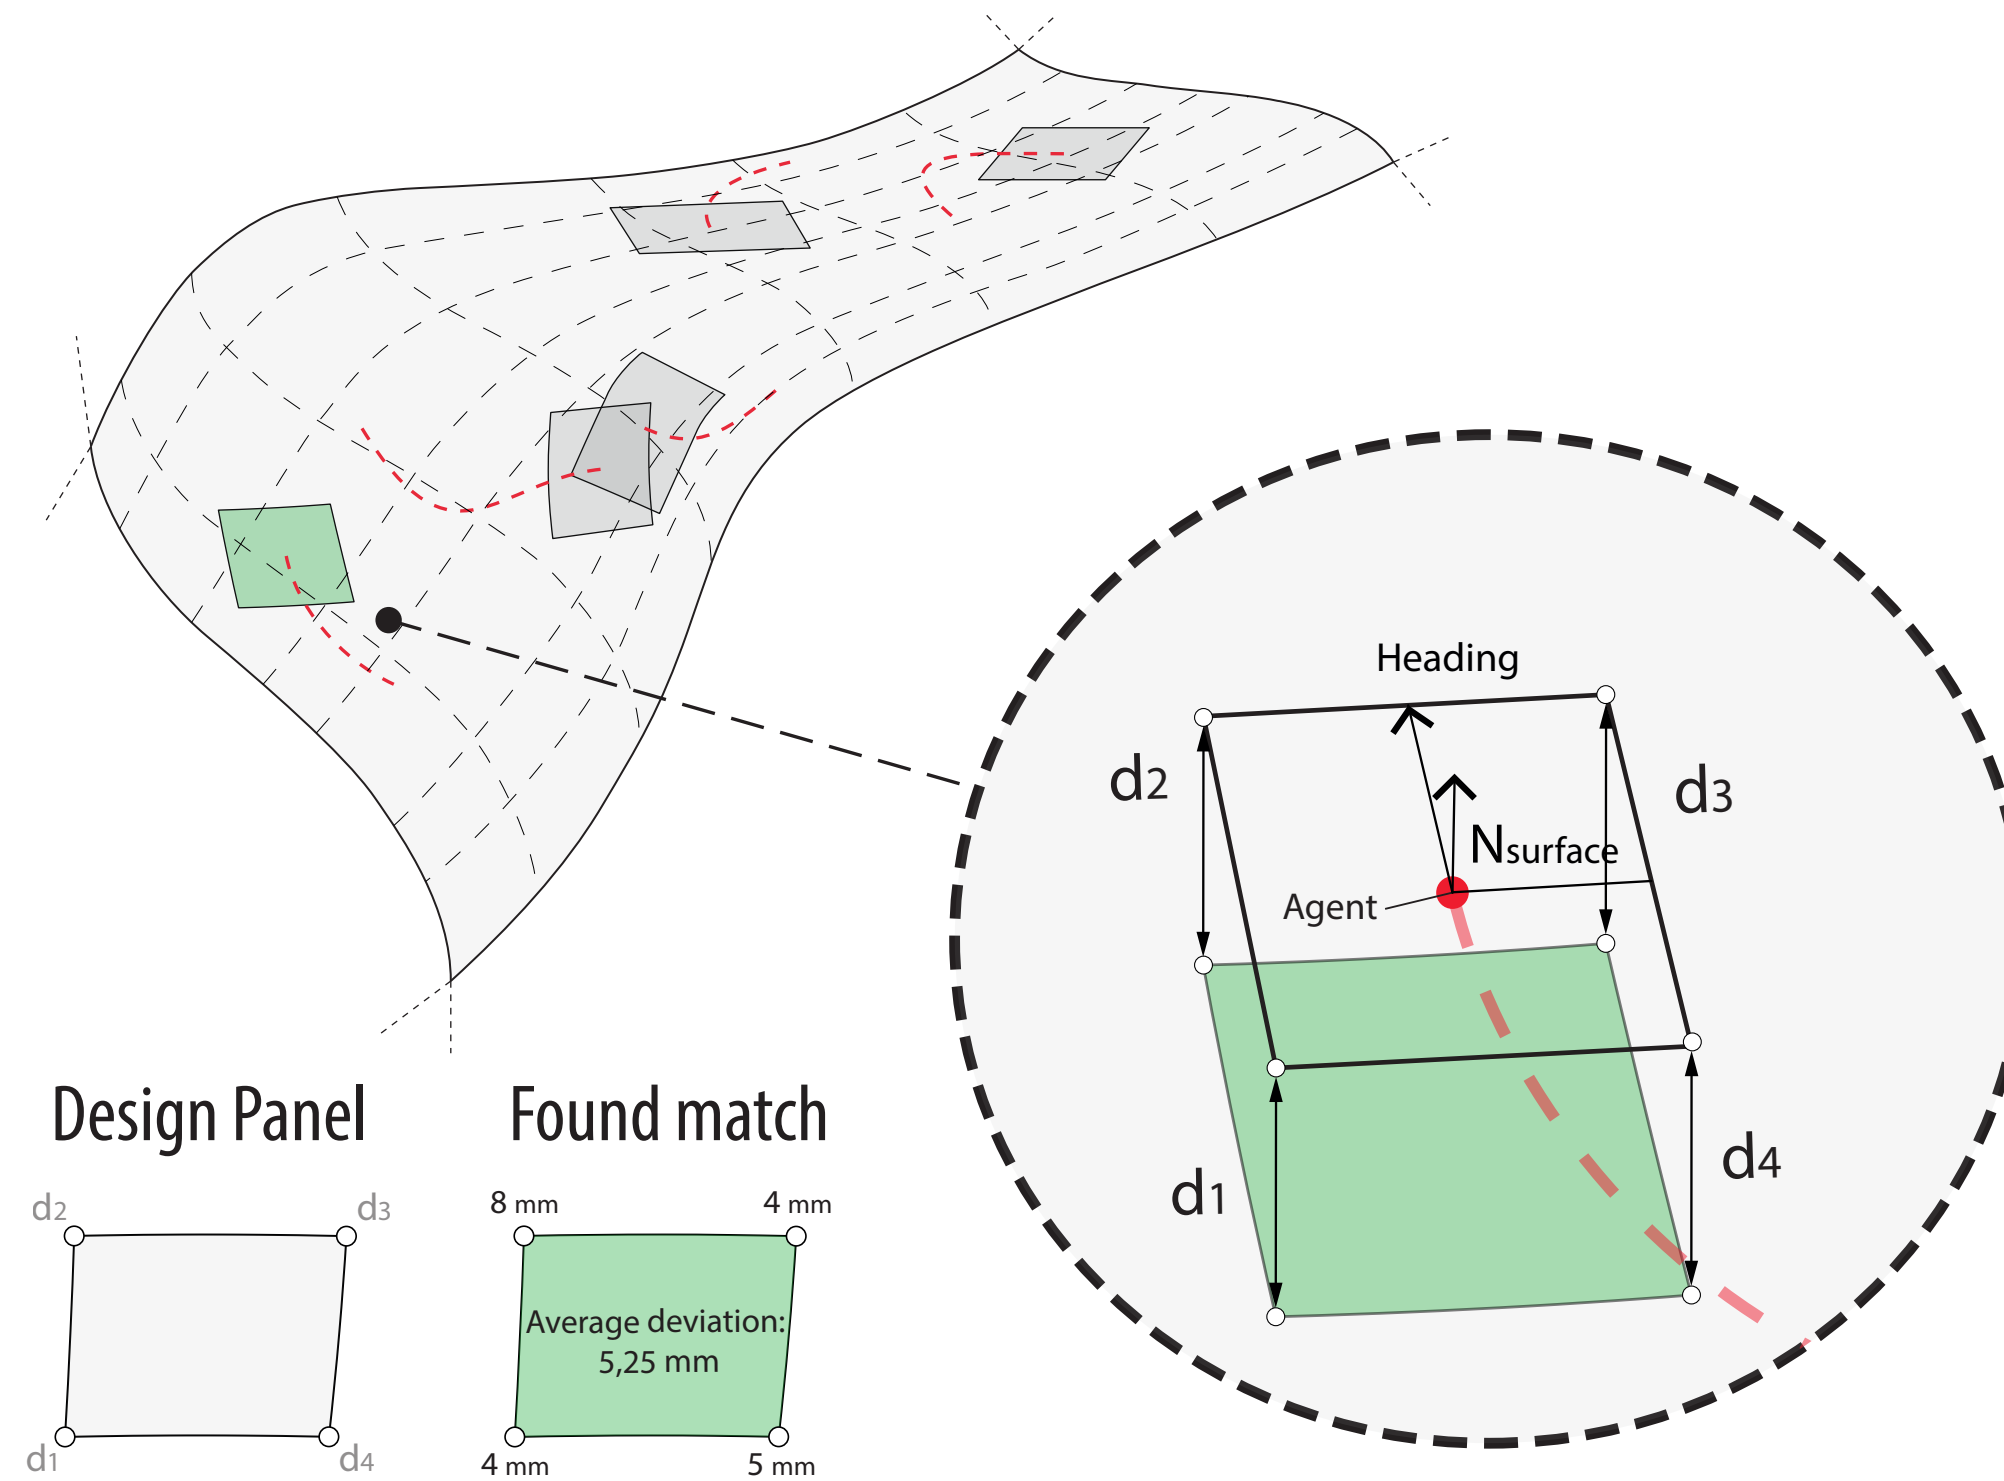 Heading
d2
d3
Nsurface
Agent
d1
d4
Design Panel
Found match
d2
d3
8 mm
4 mm
Average deviation:
5,25 mm
d1
d4
4 mm
5 mm